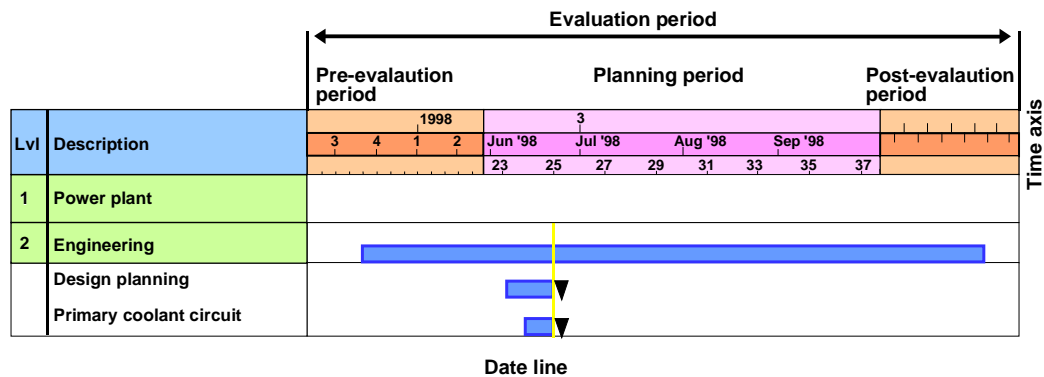 Evaluation period
Pre-evalaution period
Planning period
Post-evalaution period
Time axis
Lvl Description
1998 3
3 4 1 2 Jun '98 Jul '98 Aug '98 Sep '98
23 25 27 29 31 33 35 37
1 Power plant
2 Engineering
Design planning
Primary coolant circuit
Date line